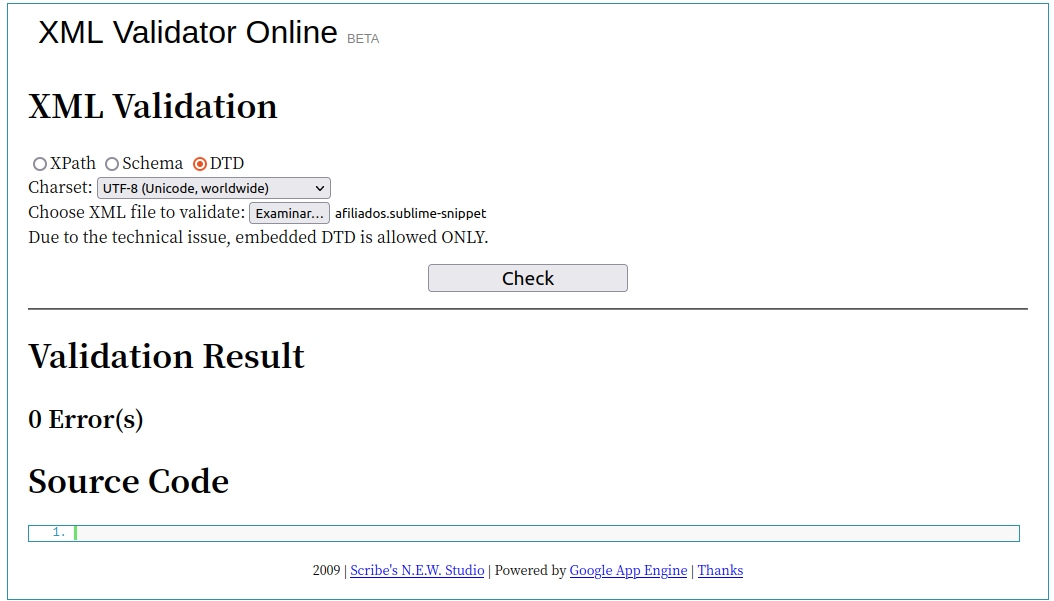 XML Validator Online BETA
XML Validation
XPath Schema DTD
Charset: UTF-8 (Unicode, worldwide)
Choose XML file to validate: Examinar... afiliados.sublime-snippet
Due to the technical issue, embedded DTD is allowed ONLY.
Check
Validation Result
0 Error(s)
Source Code
1.
2009 | Scribe's N.E.W. Studio | Powered by Google App Engine | Thanks